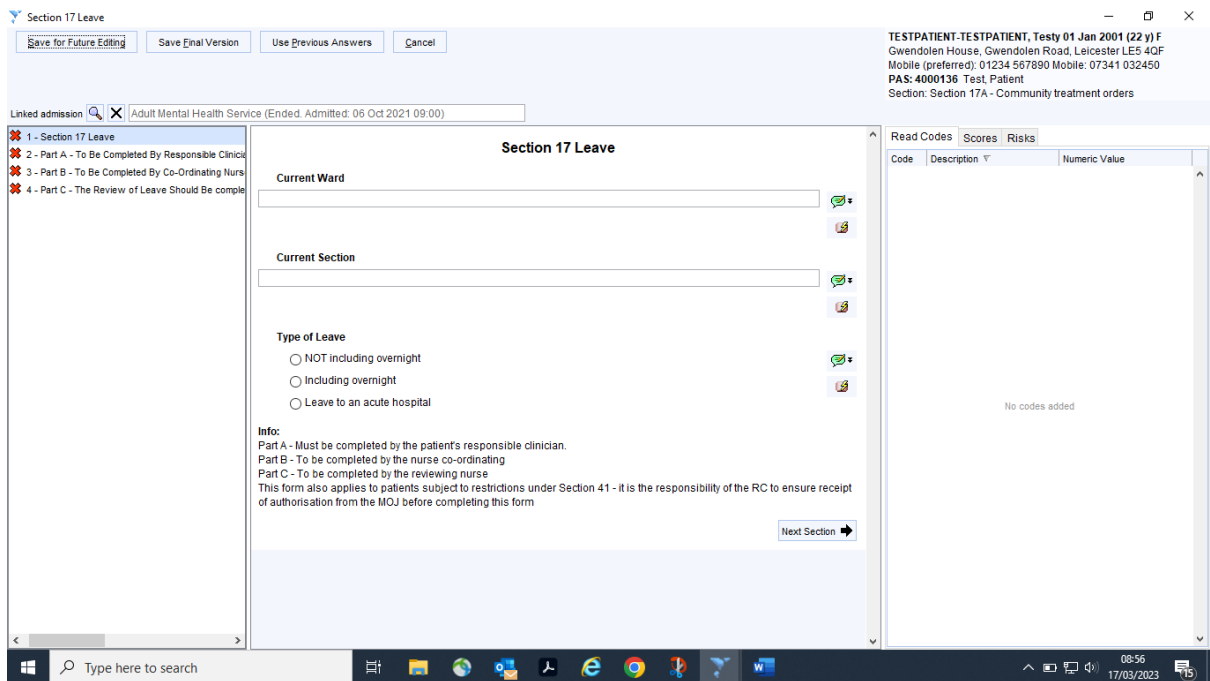 Section 17 Leave
Save for Future Editing Save Final Version Use Previous Answers Cancel
TESTPATIENT-TESTPATIENT, Testy 01 Jan 2001 (22 y) F
Gwendolen House, Gwendolen Road, Leicester LE5 4QF
Mobile (preferred): 01234 567890 Mobile: 07341 032450
PAS: 4000136 Test, Patient
Section: Section 17A - Community treatment orders
Linked admission Adult Mental Health Service (Ended. Admitted: 06 Oct 2021 09:00)
1 - Section 17 Leave
2 - Part A - To Be Completed By Responsible Clinicia
3 - Part B - To Be Completed By Co-Ordinating Nurs
4 - Part C - The Review of Leave Should Be comple
Section 17 Leave
Current Ward
Current Section
Type of Leave
NOT including overnight
Including overnight
Leave to an acute hospital
Info:
Part A - Must be completed by the patient's responsible clinician.
Part B - To be completed by the nurse co-ordinating
Part C - To be completed by the reviewing nurse
This form also applies to patients subject to restrictions under Section 41 - it is the responsibility of the RC to ensure receipt
of authorisation from the MOJ before completing this form
Next Section
Read Codes Scores Risks
Code Description Numeric Value
No codes added
Type here to search
08:56
17/03/2023
15